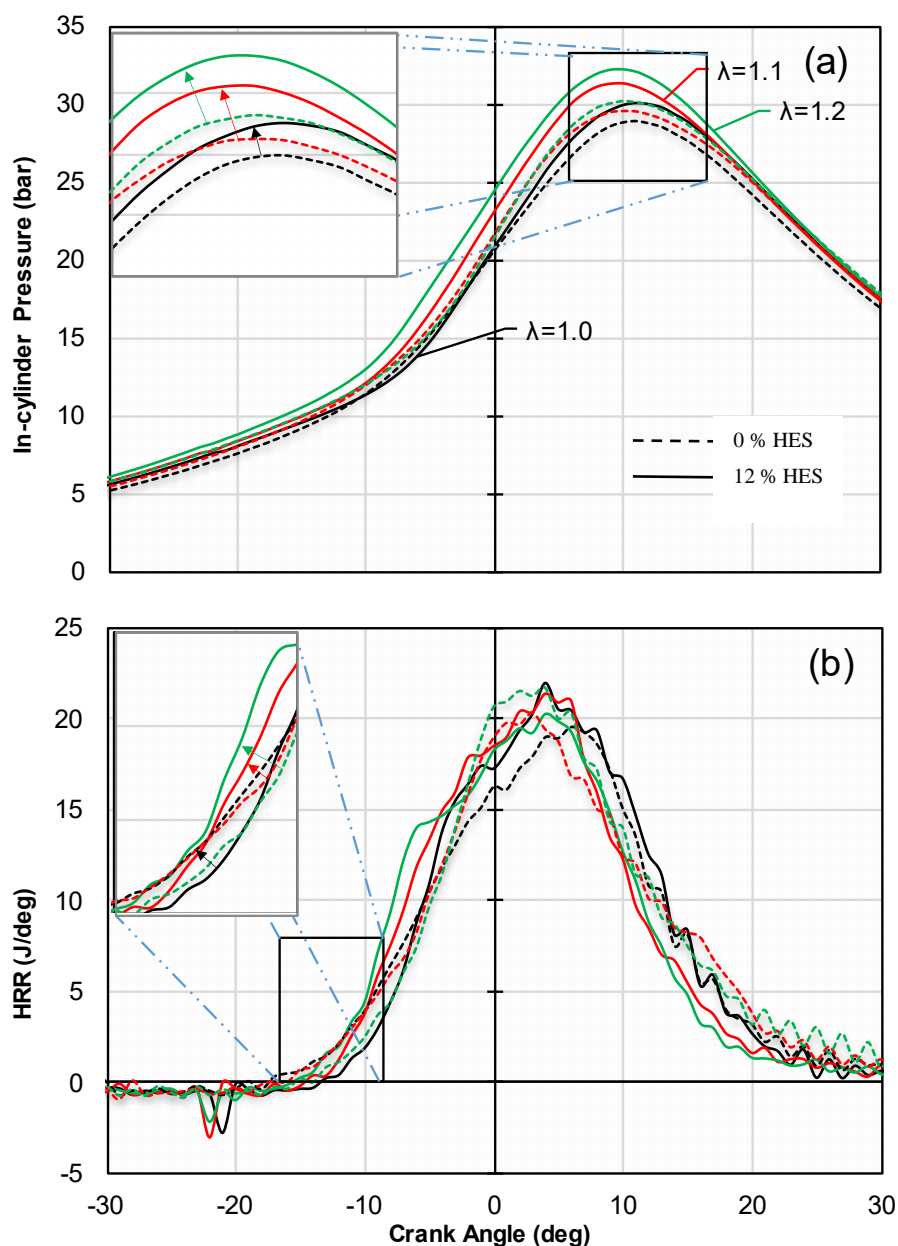 35
30
25
20
15
10
5
0
In-cylinder Pressure (bar)
(a)
λ=1.1
λ=1.2
λ=1.0
0 % HES
12 % HES
25
20
15
10
5
0
-5
HRR (J/deg)
(b)
-30 -20 -10 0 10 20 30
Crank Angle (deg)